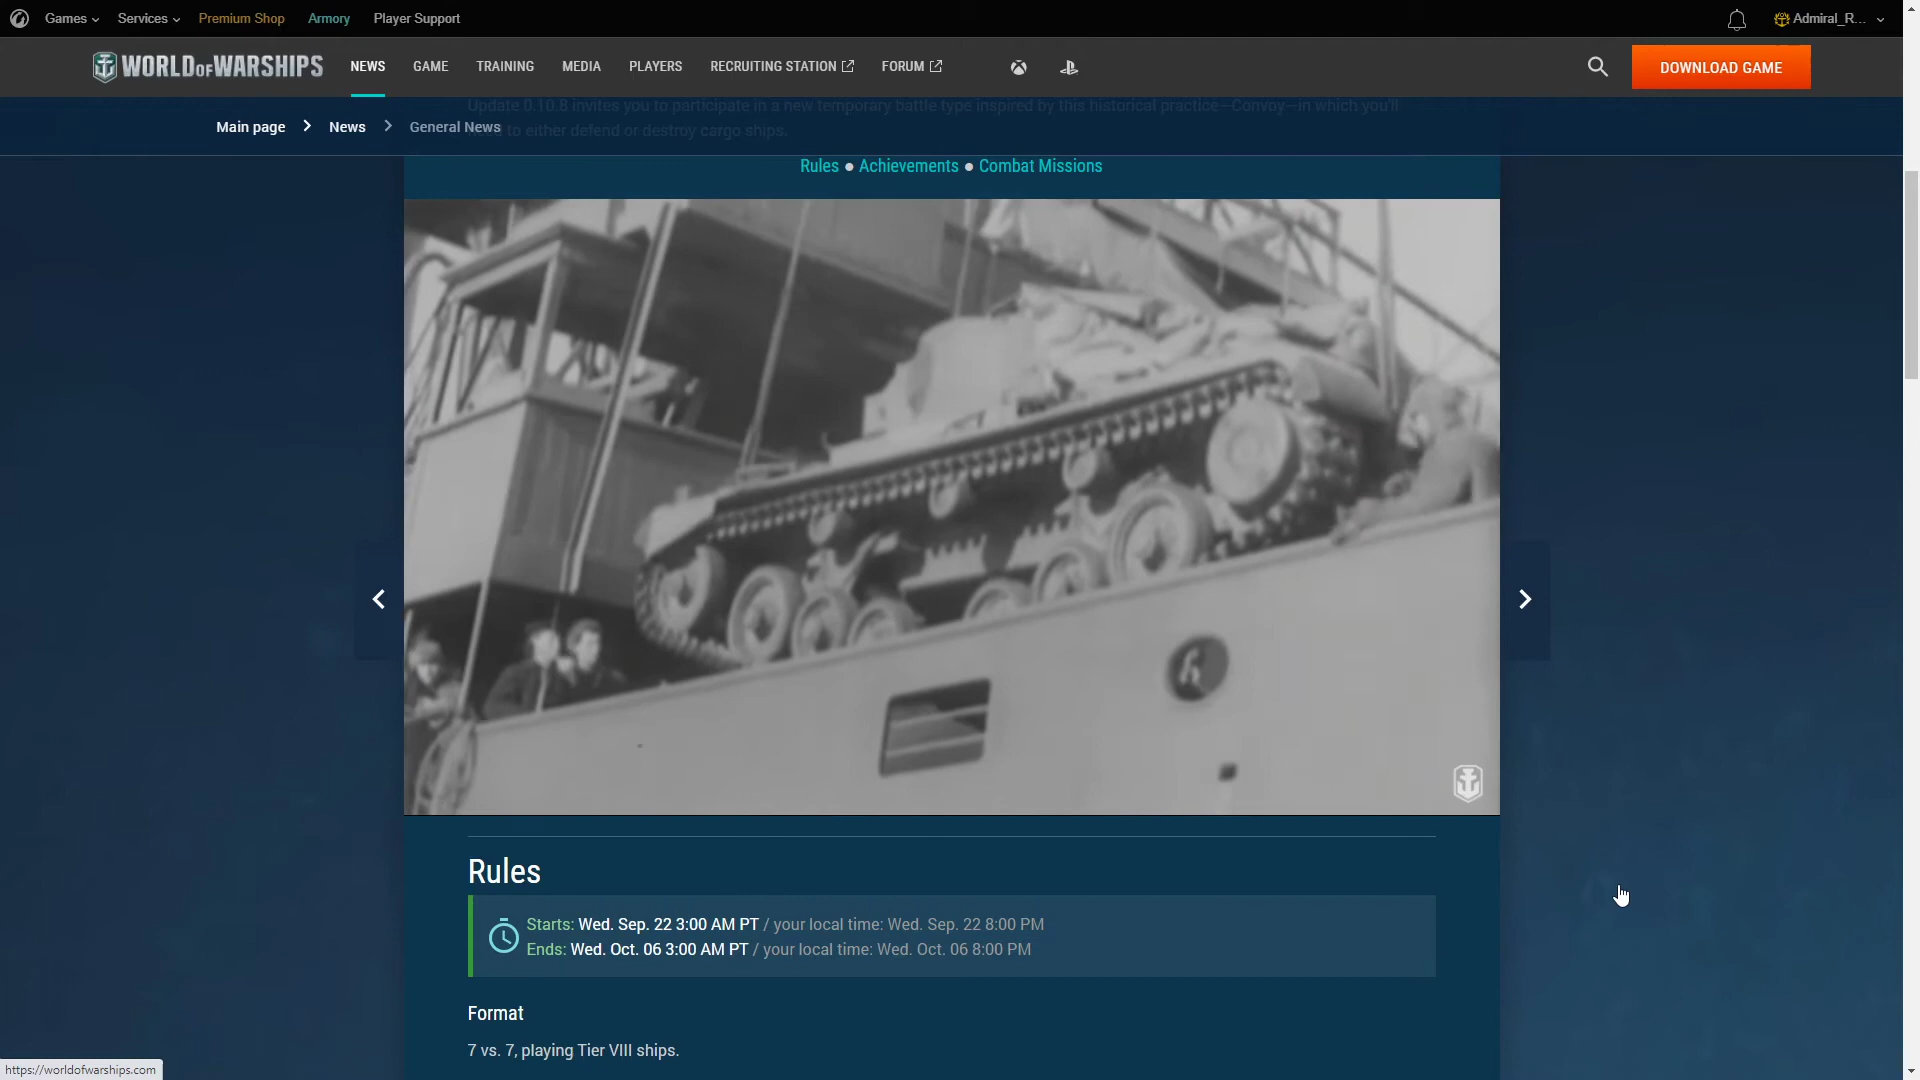 Games
Services
Premium Shop
Armory
Player Support
Admiral_R...
WORLD OF WARSHIPS
NEWS
GAME
TRAINING
MEDIA
PLAYERS
RECRUITING STATION
FORUM
DOWNLOAD GAME
Update 0.10.8 invites you to participate in a new temporary battle type inspired by this historical practice—Convoy—in which you'll
to either defend or destroy cargo ships.
Main page > News > General News
Rules ● Achievements ● Combat Missions
Rules
Starts: Wed. Sep. 22 3:00 AM PT / your local time: Wed. Sep. 22 8:00 PM
Ends: Wed. Oct. 06 3:00 AM PT / your local time: Wed. Oct. 06 8:00 PM
Format
7 vs. 7, playing Tier VIII ships.
https://worldofwarships.com